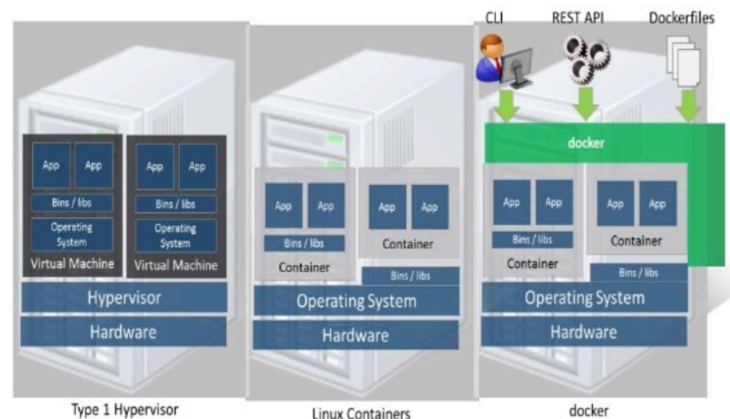 CLI
REST API
Dockerfiles
App
App
Bins / libs
Operating
System
Virtual Machine
App
App
Bins / libs
Operating
System
Virtual Machine
Hypervisor
Hardware
Type 1 Hypervisor
App
App
Bins / libs
Container
App
App
Container
Bins / libs
Operating System
Hardware
Linux Containers
docker
App
App
Bins / libs
Container
App
App
Container
Bins / libs
Operating System
Hardware
docker